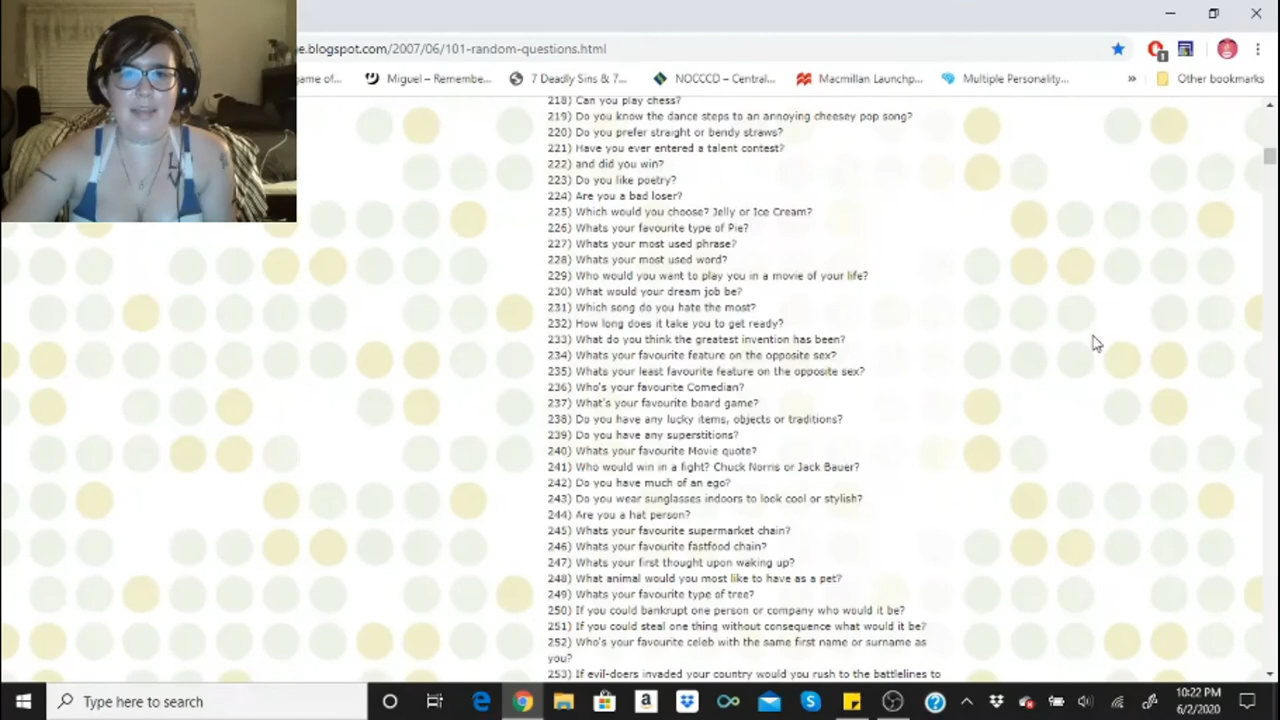 e.blogspot.com/2007/06/101-random-questions.html
1
ame of...
Miguel – Remembe...
7 Deadly Sins & 7...
NOCCCD – Central...
Macmillan Launchp...
Multiple Personality...
»
Other bookmarks
218) Can you play chess?
219) Do you know the dance steps to an annoying cheesey pop song?
220) Do you prefer straight or bendy straws?
221) Have you ever entered a talent contest?
222) and did you win?
223) Do you like poetry?
224) Are you a bad loser?
225) Which would you choose? Jelly or Ice Cream?
226) Whats your favourite type of Pie?
227) Whats your most used phrase?
228) Whats your most used word?
229) Who would you want to play you in a movie of your life?
230) What would your dream job be?
231) Which song do you hate the most?
232) How long does it take you to get ready?
233) What do you think the greatest invention has been?
234) Whats your favourite feature on the opposite sex?
235) Whats your least favourite feature on the opposite sex?
236) Who's your favourite Comedian?
237) What's your favourite board game?
238) Do you have any lucky items, objects or traditions?
239) Do you have any superstitions?
240) Whats your favourite Movie quote?
241) Who would win in a fight? Chuck Norris or Jack Bauer?
242) Do you have much of an ego?
243) Do you wear sunglasses indoors to look cool or stylish?
244) Are you a hat person?
245) Whats your favourite supermarket chain?
246) Whats your favourite fastfood chain?
247) Whats your first thought upon waking up?
248) What animal would you most like to have as a pet?
249) Whats your favourite type of tree?
250) If you could bankrupt one person or company who would it be?
251) If you could steal one thing without consequence what would it be?
252) Who's your favourite celeb with the same first name or surname as
you?
253) If evil-doers invaded your country would you rush to the battlelines to
Type here to search
10:22 PM
6/2/2020